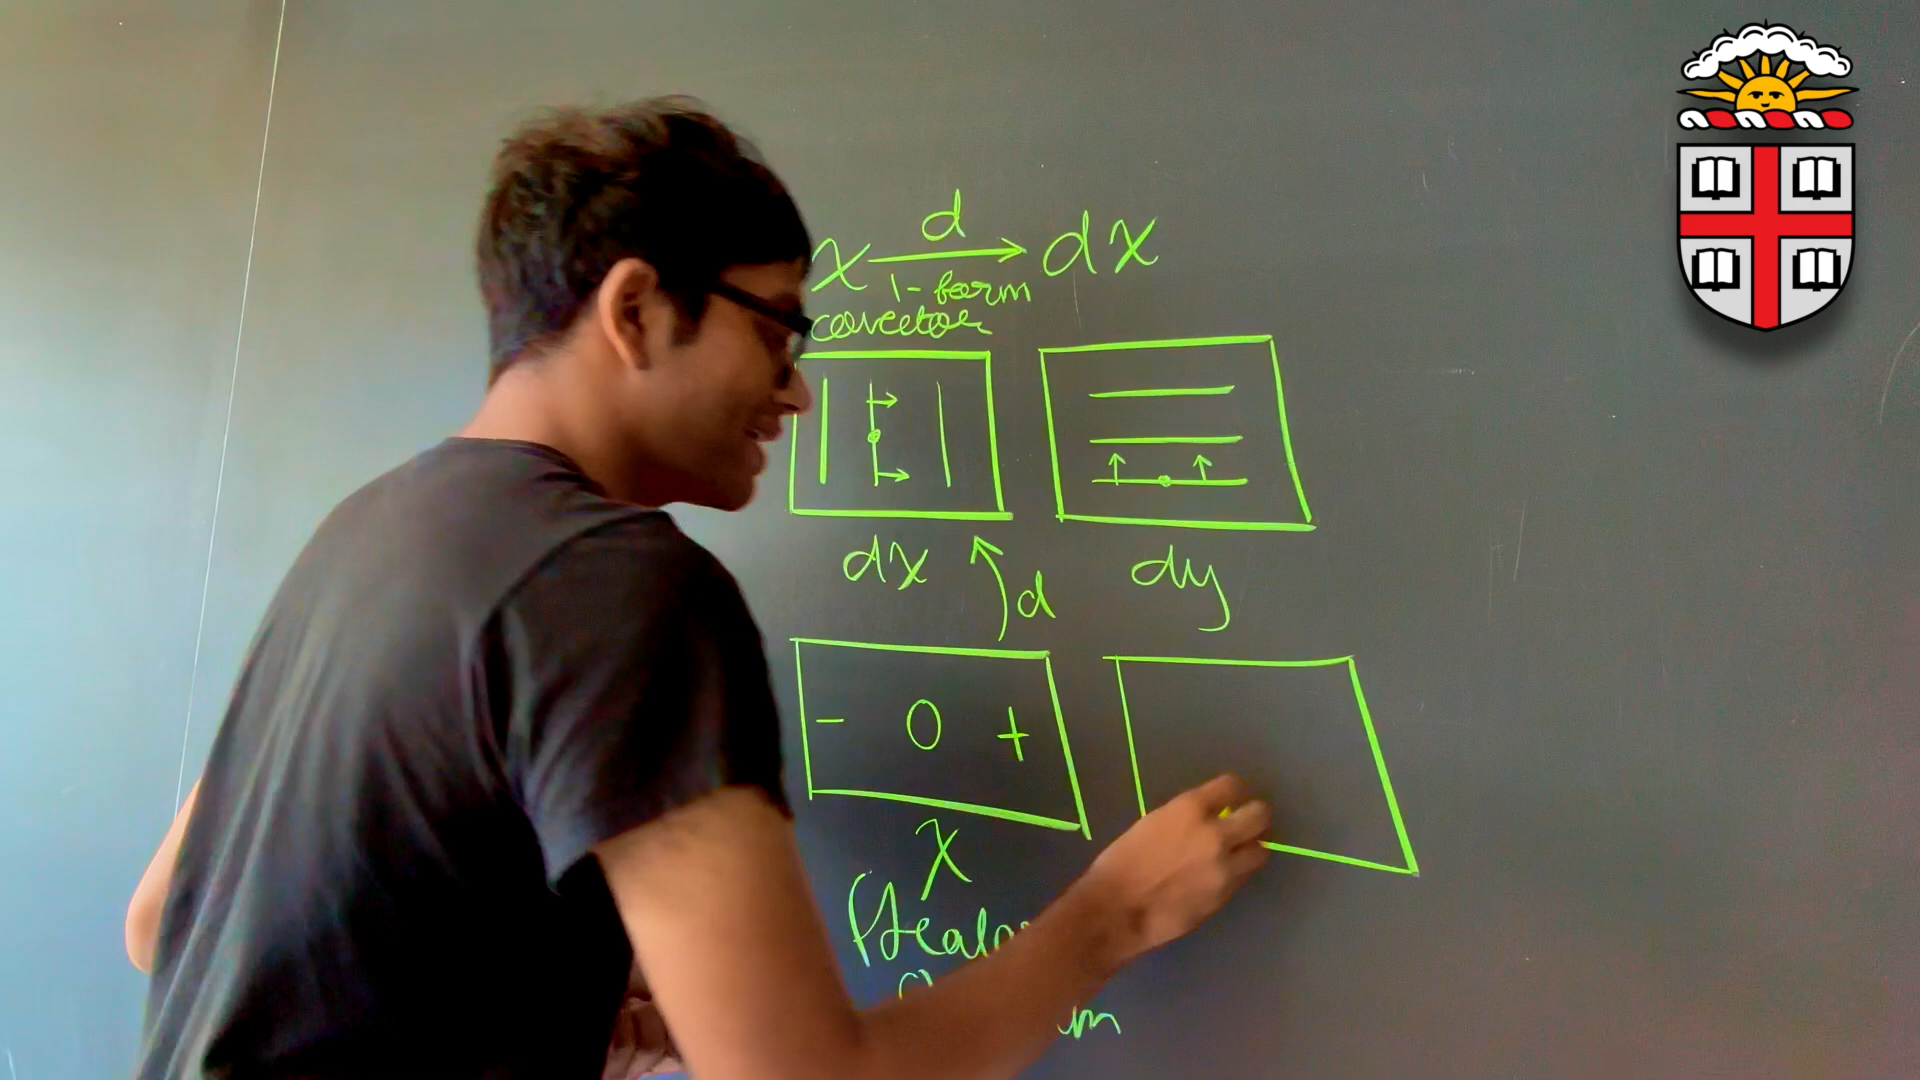 x d→ dx
1-form
covector
dx dy
d
- 0 +
x